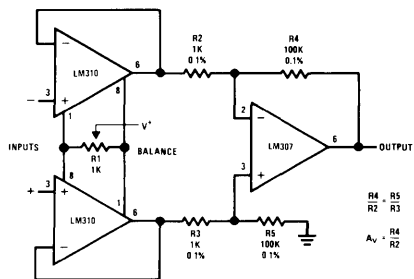 R2
1K
0.1%
R4
100K
0.1%
−
LM310
6
8
− 3
+
1
2
−
LM307
6
OUTPUT
3
+
V+
INPUTS
R1
1K
BALANCE
8
1
+ 3
+
LM310
6
−
R3
1K
0.1%
R5
100K
0.1%
R4/R2 = R5/R3
AV = R4/R2